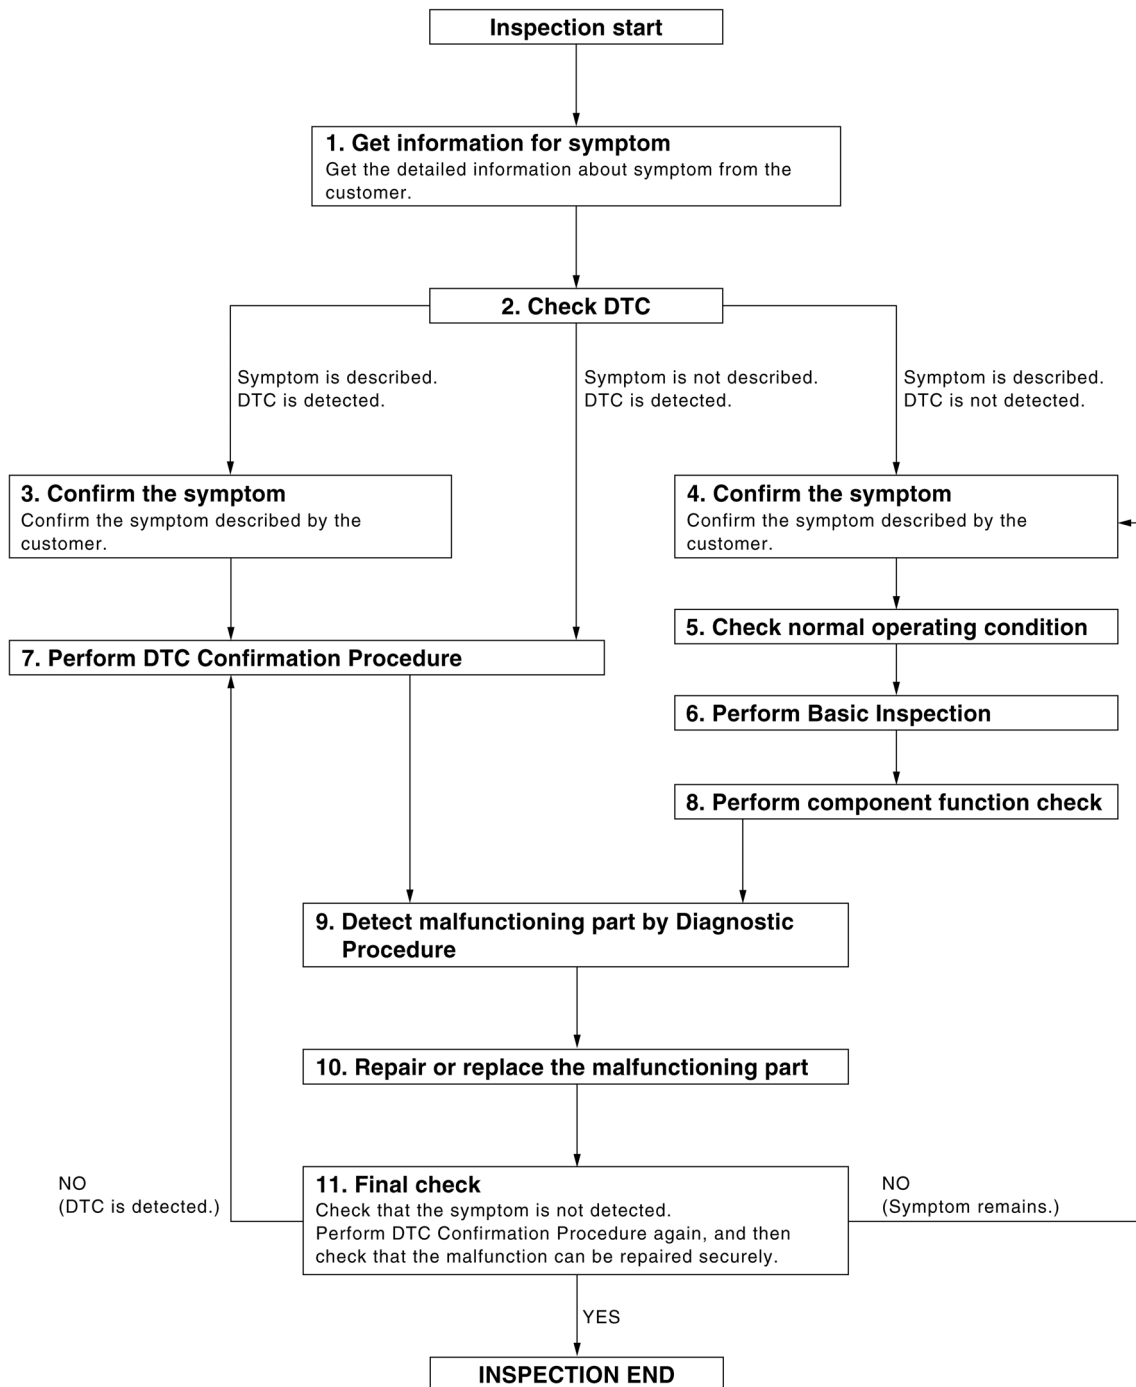 Inspection start
1. Get information for symptom
Get the detailed information about symptom from the
customer.
2. Check DTC
Symptom is described.
DTC is detected.
Symptom is not described.
DTC is detected.
Symptom is described.
DTC is not detected.
3. Confirm the symptom
Confirm the symptom described by the
customer.
4. Confirm the symptom
Confirm the symptom described by the
customer.
5. Check normal operating condition
7. Perform DTC Confirmation Procedure
6. Perform Basic Inspection
8. Perform component function check
9. Detect malfunctioning part by Diagnostic
Procedure
10. Repair or replace the malfunctioning part
NO
(DTC is detected.)
11. Final check
Check that the symptom is not detected.
Perform DTC Confirmation Procedure again, and then
check that the malfunction can be repaired securely.
NO
(Symptom remains.)
YES
INSPECTION END